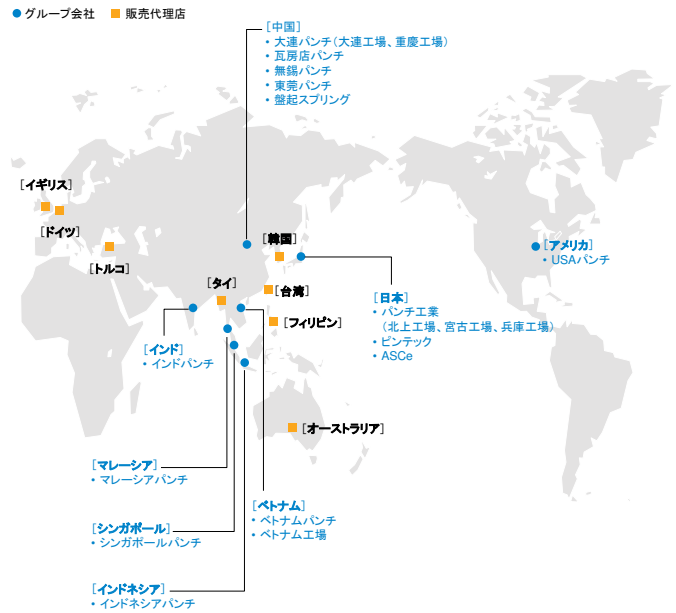 ● グループ会社 ■ 販売代理店
[中国]
・大連パンチ(大連工場、重慶工場)
・瓦房店パンチ
・無錫パンチ
・東莞パンチ
・盤起スプリング
[イギリス]
[ドイツ]
[トルコ]
[韓国]
[アメリカ]
・USAパンチ
[タイ]
[台湾]
[フィリピン]
[日本]
・パンチ工業
(北上工場、宮古工場、兵庫工場)
・ピンテック
・ASCe
[インド]
・インドパンチ
[オーストラリア]
[マレーシア]
・マレーシアパンチ
[ベトナム]
・ベトナムパンチ
・ベトナム工場
[シンガポール]
・シンガポールパンチ
[インドネシア]
・インドネシアパンチ